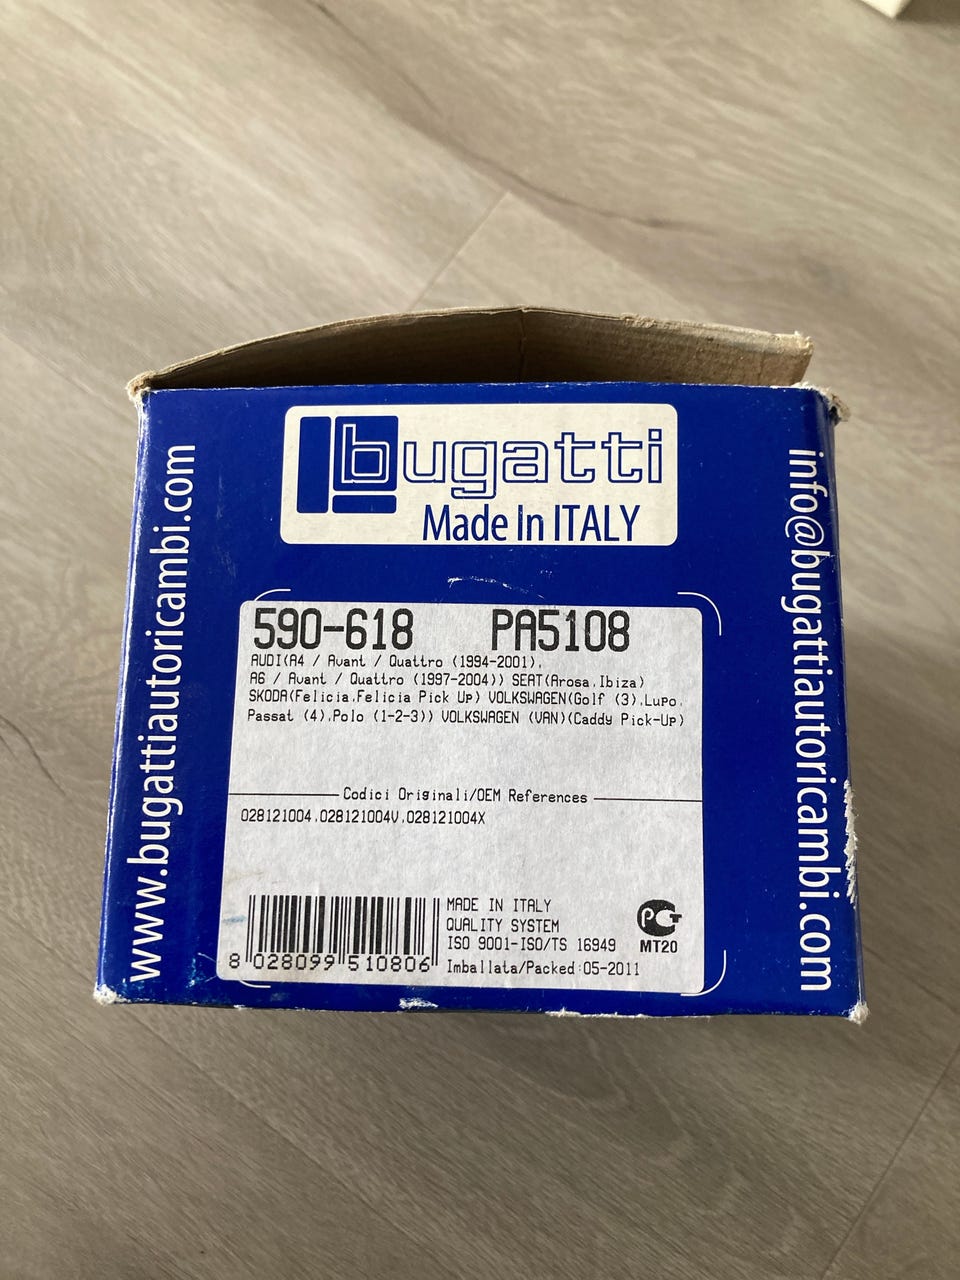 bugatti
Made In ITALY
www.bugattiautoricambi.com
info@bugattiautoricambi.com
590-618 PA5108
AUDI(A4 / Avant / Quattro (1994-2001),
A6 / Avant / Quattro (1997-2004)) SEAT(Arosa,Ibiza)
SKODA(Felicia,Felicia Pick Up) VOLKSWAGEN(Golf (3),Lupo,
Passat (4),Polo (1-2-3)) VOLKSWAGEN (VAN)(Caddy Pick-Up)
Codici Originali/OEM References
028121004,028121004V,028121004X
8 028099 510806
MADE IN ITALY
QUALITY SYSTEM
ISO 9001-ISO/TS 16949
Imballata/Packed:05-2011
РСТ
MT20